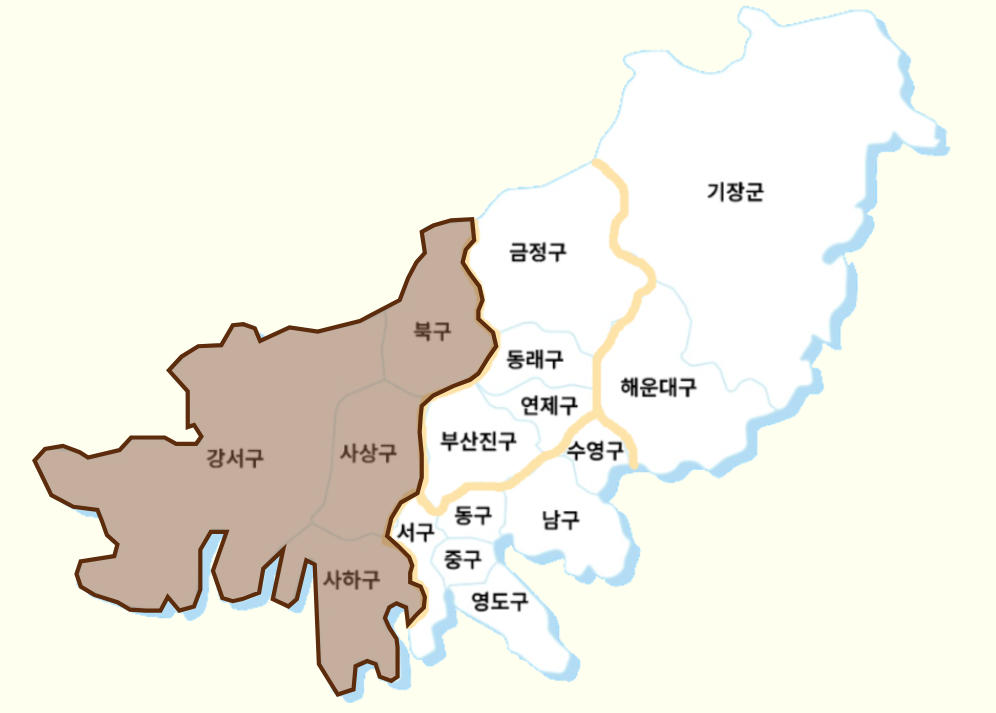 기장군
금정구
북구
동래구
해운대구
연제구
부산진구
수영구
사상구
강서구
동구
남구
서구
중구
사하구
영도구